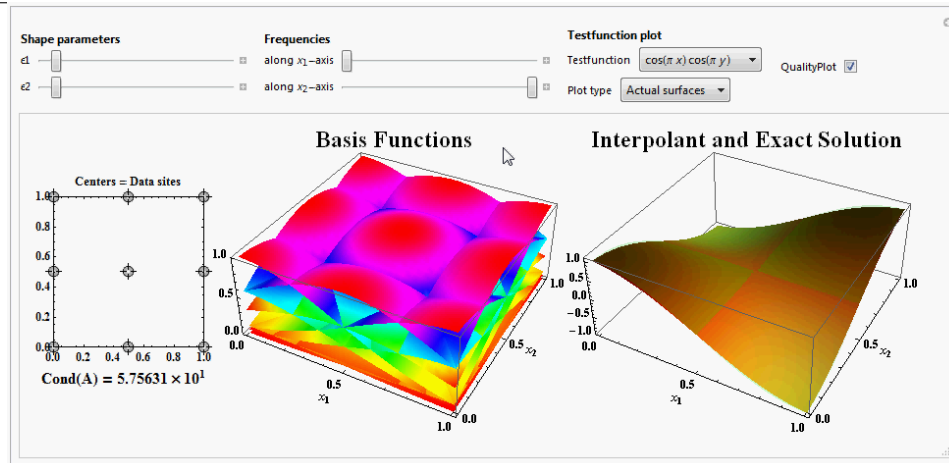 Shape parameters
ϵ1
ϵ2
Frequencies
along x₁-axis
along x₂-axis
Testfunction plot
Testfunction cos(π x) cos(π y)
Plot type Actual surfaces
QualityPlot
Centers = Data sites
1.0
0.8
0.6
0.4
0.2
0.0
0.0 0.2 0.4 0.6 0.8 1.0
Cond(A) = 5.75631 × 10¹
Basis Functions
1.0
0.5
0.0
0.0
0.5
x₁
1.0
0.0
0.5
x₂
1.0
Interpolant and Exact Solution
1.0
0.5
0.0
−0.5
−1.0
0.0
0.5
x₁
1.0
0.0
0.5
x₂
1.0